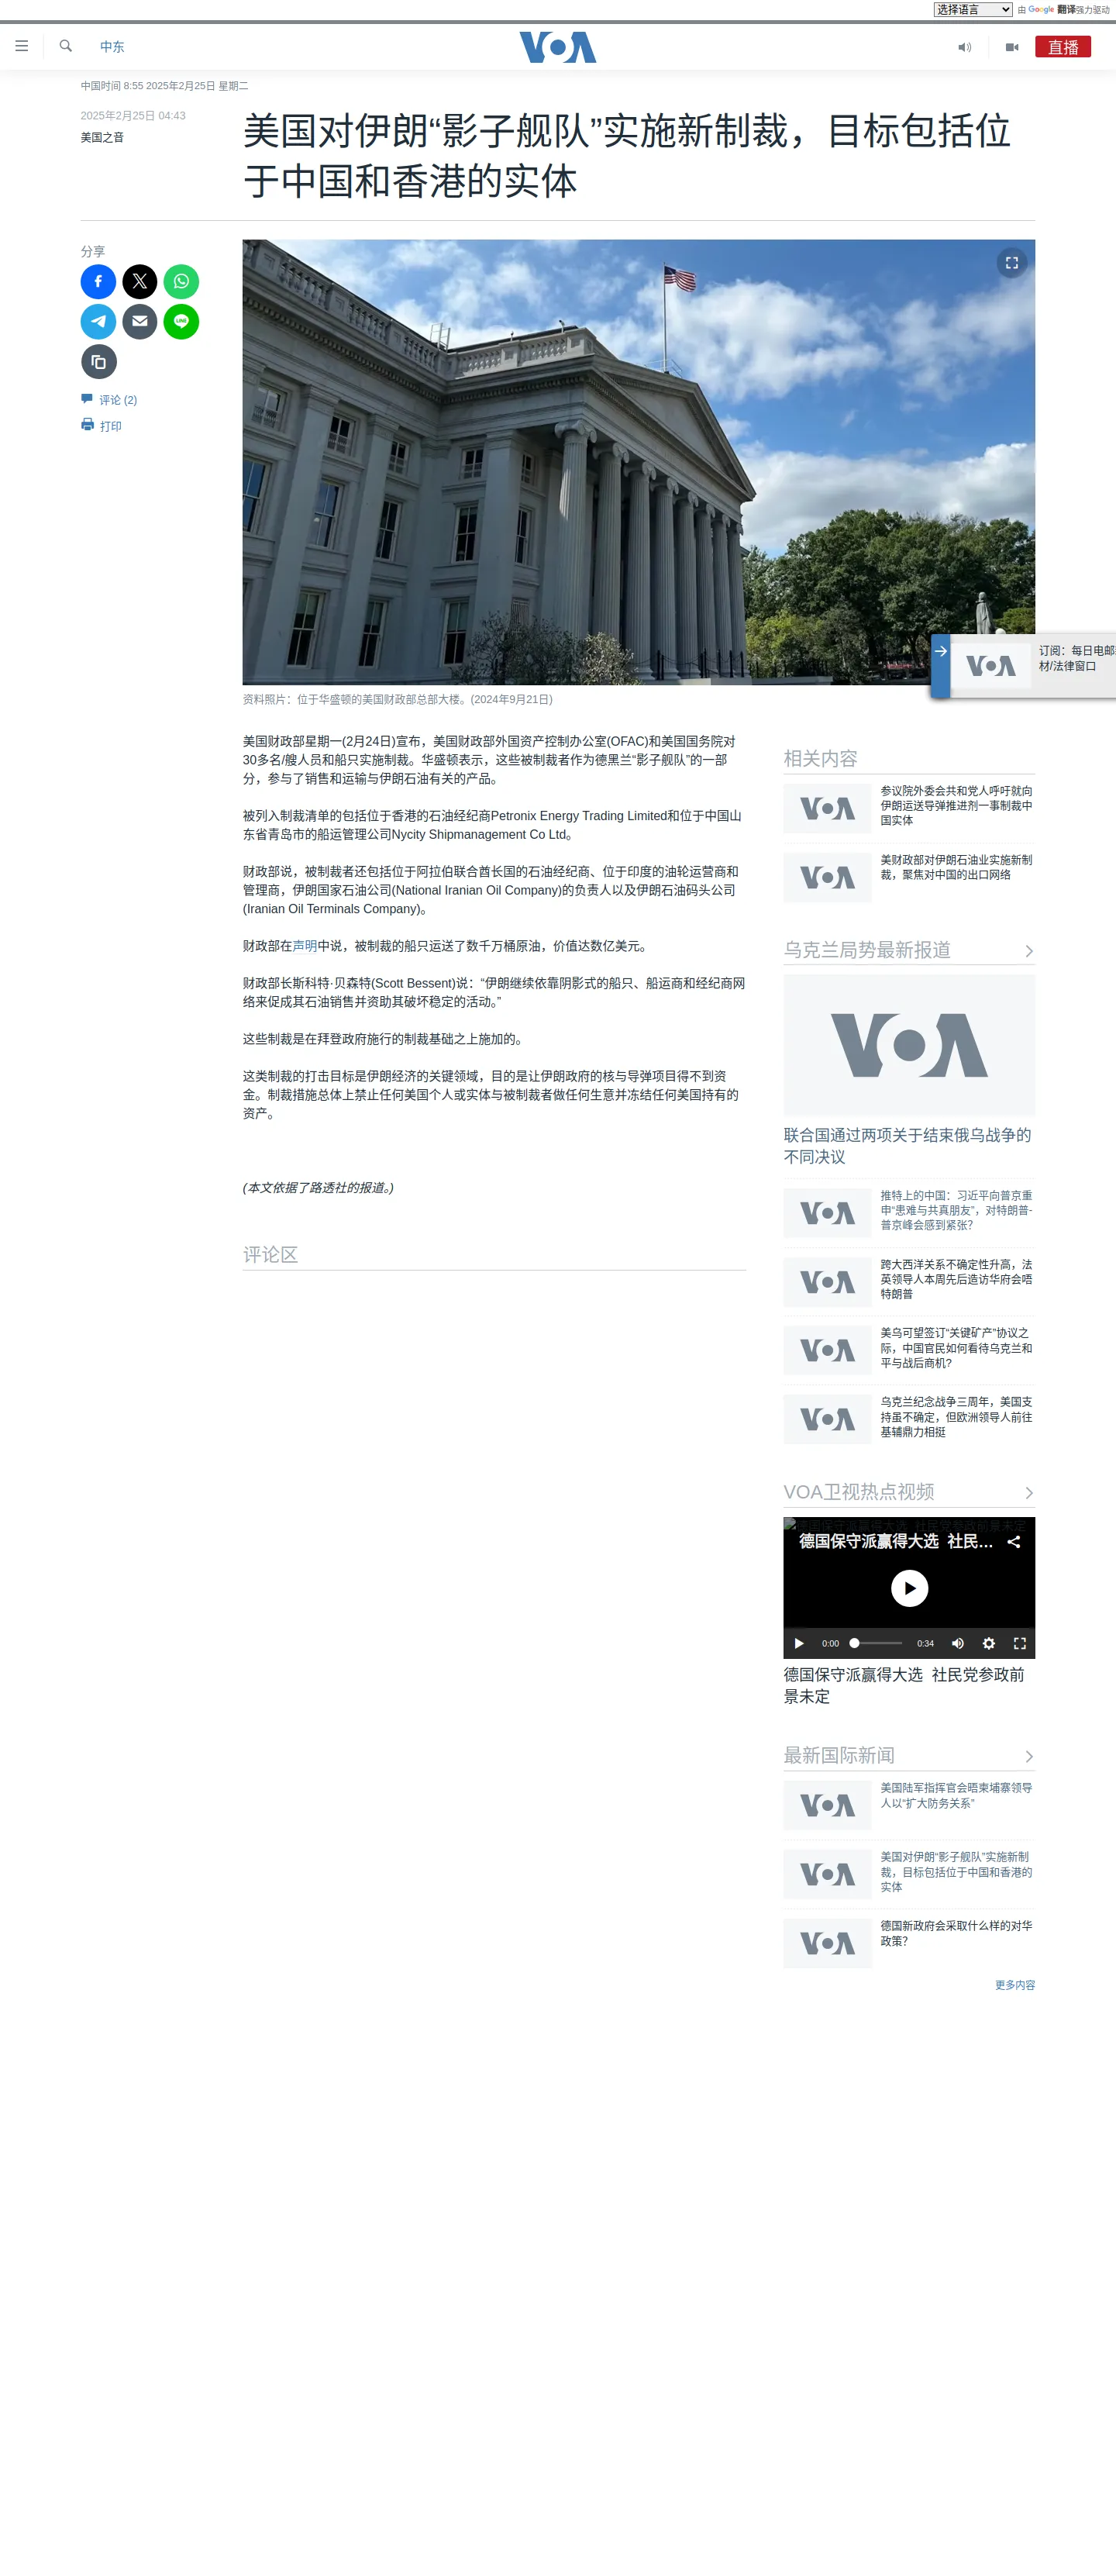 选择语言
由 Google 翻译强力驱动
中东
VOA
直播
中国时间 8:55 2025年2月25日 星期二
2025年2月25日 04:43
美国之音
美国对伊朗“影子舰队”实施新制裁，目标包括位
于中国和香港的实体
分享
LINE
评论 (2)
打印
订阅：每日电邮
材/法律窗口
VOA
资料照片：位于华盛顿的美国财政部总部大楼。(2024年9月21日)
美国财政部星期一(2月24日)宣布，美国财政部外国资产控制办公室(OFAC)和美国国务院对
30多名/艘人员和船只实施制裁。华盛顿表示，这些被制裁者作为德黑兰“影子舰队”的一部
分，参与了销售和运输与伊朗石油有关的产品。
被列入制裁清单的包括位于香港的石油经纪商Petronix Energy Trading Limited和位于中国山
东省青岛市的船运管理公司Nycity Shipmanagement Co Ltd。
财政部说，被制裁者还包括位于阿拉伯联合酋长国的石油经纪商、位于印度的油轮运营商和
管理商，伊朗国家石油公司(National Iranian Oil Company)的负责人以及伊朗石油码头公司
(Iranian Oil Terminals Company)。
财政部在声明中说，被制裁的船只运送了数千万桶原油，价值达数亿美元。
财政部长斯科特·贝森特(Scott Bessent)说：“伊朗继续依靠阴影式的船只、船运商和经纪商网
络来促成其石油销售并资助其破坏稳定的活动。”
这些制裁是在拜登政府施行的制裁基础之上施加的。
这类制裁的打击目标是伊朗经济的关键领域，目的是让伊朗政府的核与导弹项目得不到资
金。制裁措施总体上禁止任何美国个人或实体与被制裁者做任何生意并冻结任何美国持有的
资产。
(本文依据了路透社的报道。)
评论区
相关内容
VOA
参议院外委会共和党人呼吁就向
伊朗运送导弹推进剂一事制裁中
国实体
VOA
美财政部对伊朗石油业实施新制
裁，聚焦对中国的出口网络
乌克兰局势最新报道
VOA
联合国通过两项关于结束俄乌战争的
不同决议
VOA
推特上的中国：习近平向普京重
申“患难与共真朋友”，对特朗普-
普京峰会感到紧张？
VOA
跨大西洋关系不确定性升高，法
英领导人本周先后造访华府会唔
特朗普
VOA
美乌可望签订“关键矿产”协议之
际，中国官民如何看待乌克兰和
平与战后商机?
VOA
乌克兰纪念战争三周年，美国支
持虽不确定，但欧洲领导人前往
基辅鼎力相挺
VOA卫视热点视频
德国保守派赢得大选 社民党参政前景未定
德国保守派赢得大选 社民…
0:00
0:34
德国保守派赢得大选 社民党参政前
景未定
最新国际新闻
VOA
美国陆军指挥官会晤柬埔寨领导
人以“扩大防务关系”
VOA
美国对伊朗“影子舰队”实施新制
裁，目标包括位于中国和香港的
实体
VOA
德国新政府会采取什么样的对华
政策？
更多内容